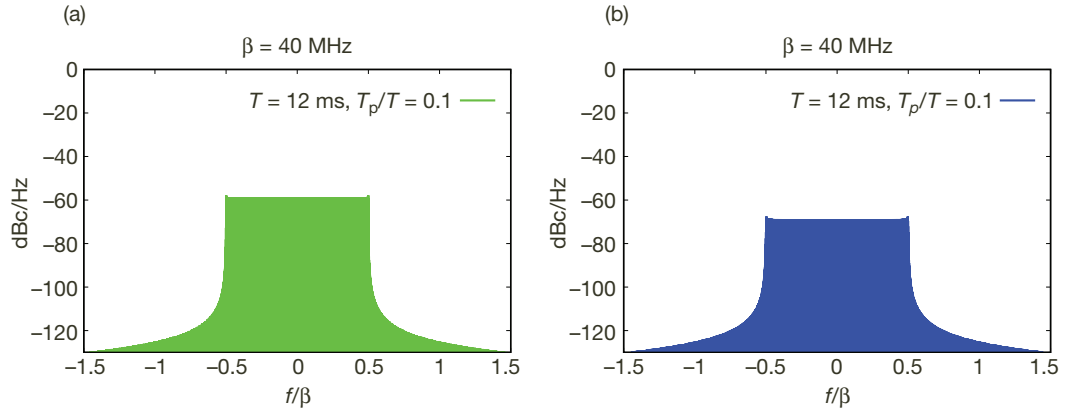 (a)
β = 40 MHz
T = 12 ms, Tp/T = 0.1
0
−20
−40
−60
−80
−100
−120
dBc/Hz
−1.5 −1 −0.5 0 0.5 1 1.5
f/β
(b)
β = 40 MHz
T = 12 ms, Tp/T = 0.1
0
−20
−40
−60
−80
−100
−120
dBc/Hz
−1.5 −1 −0.5 0 0.5 1 1.5
f/β